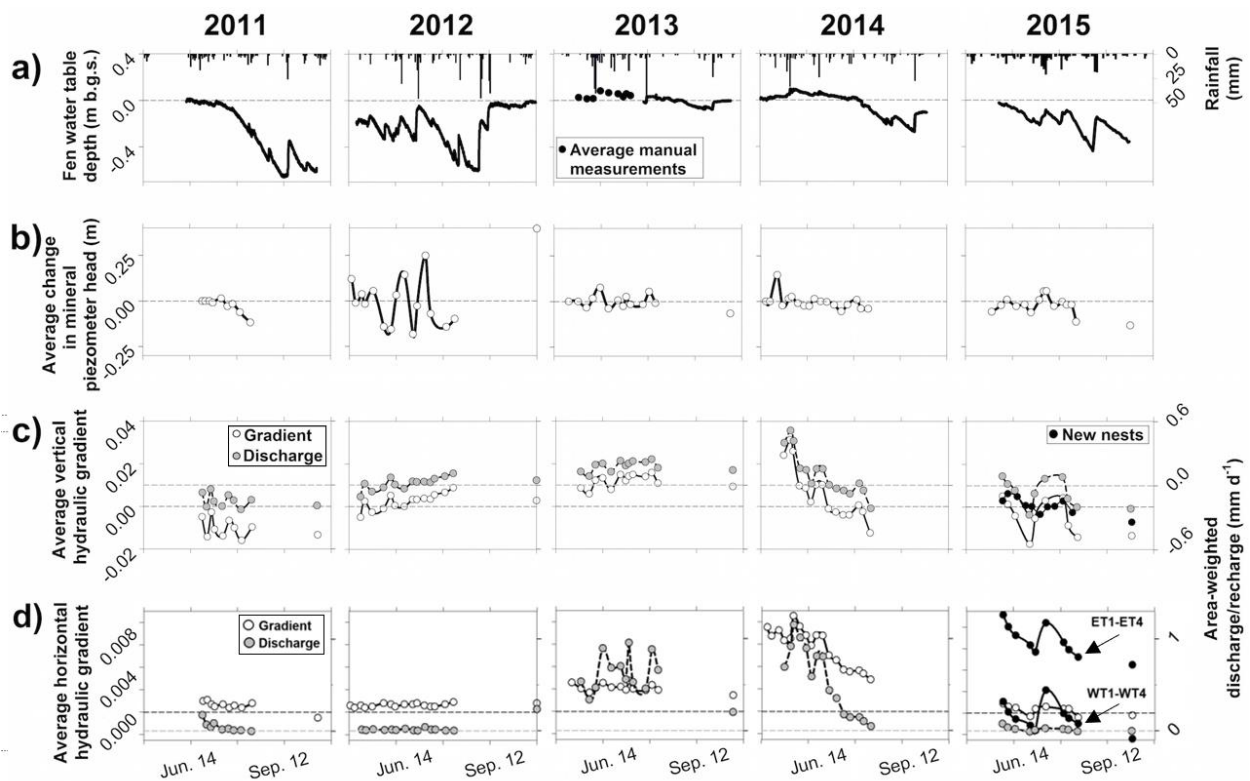 2011 2012 2013 2014 2015
a)
Fen water table
depth (m b.g.s.)
0.4
0.0
-0.4
Average manual
measurements
0
25
50
Rainfall
(mm)
b)
Average change
in mineral
piezometer head (m)
0.25
0.00
-0.25
c)
Average vertical
hydraulic gradient
0.04
0.02
0.00
-0.02
Gradient
Discharge
New nests
0.6
0.0
-0.6
d)
Average horizontal
hydraulic gradient
0.008
0.004
0.000
Gradient
Discharge
ET1-ET4
WT1-WT4
1
0
Area-weighted
discharge/recharge (mm d⁻¹)
Jun. 14 Sep. 12 Jun. 14 Sep. 12 Jun. 14 Sep. 12 Jun. 14 Sep. 12 Jun. 14 Sep. 12